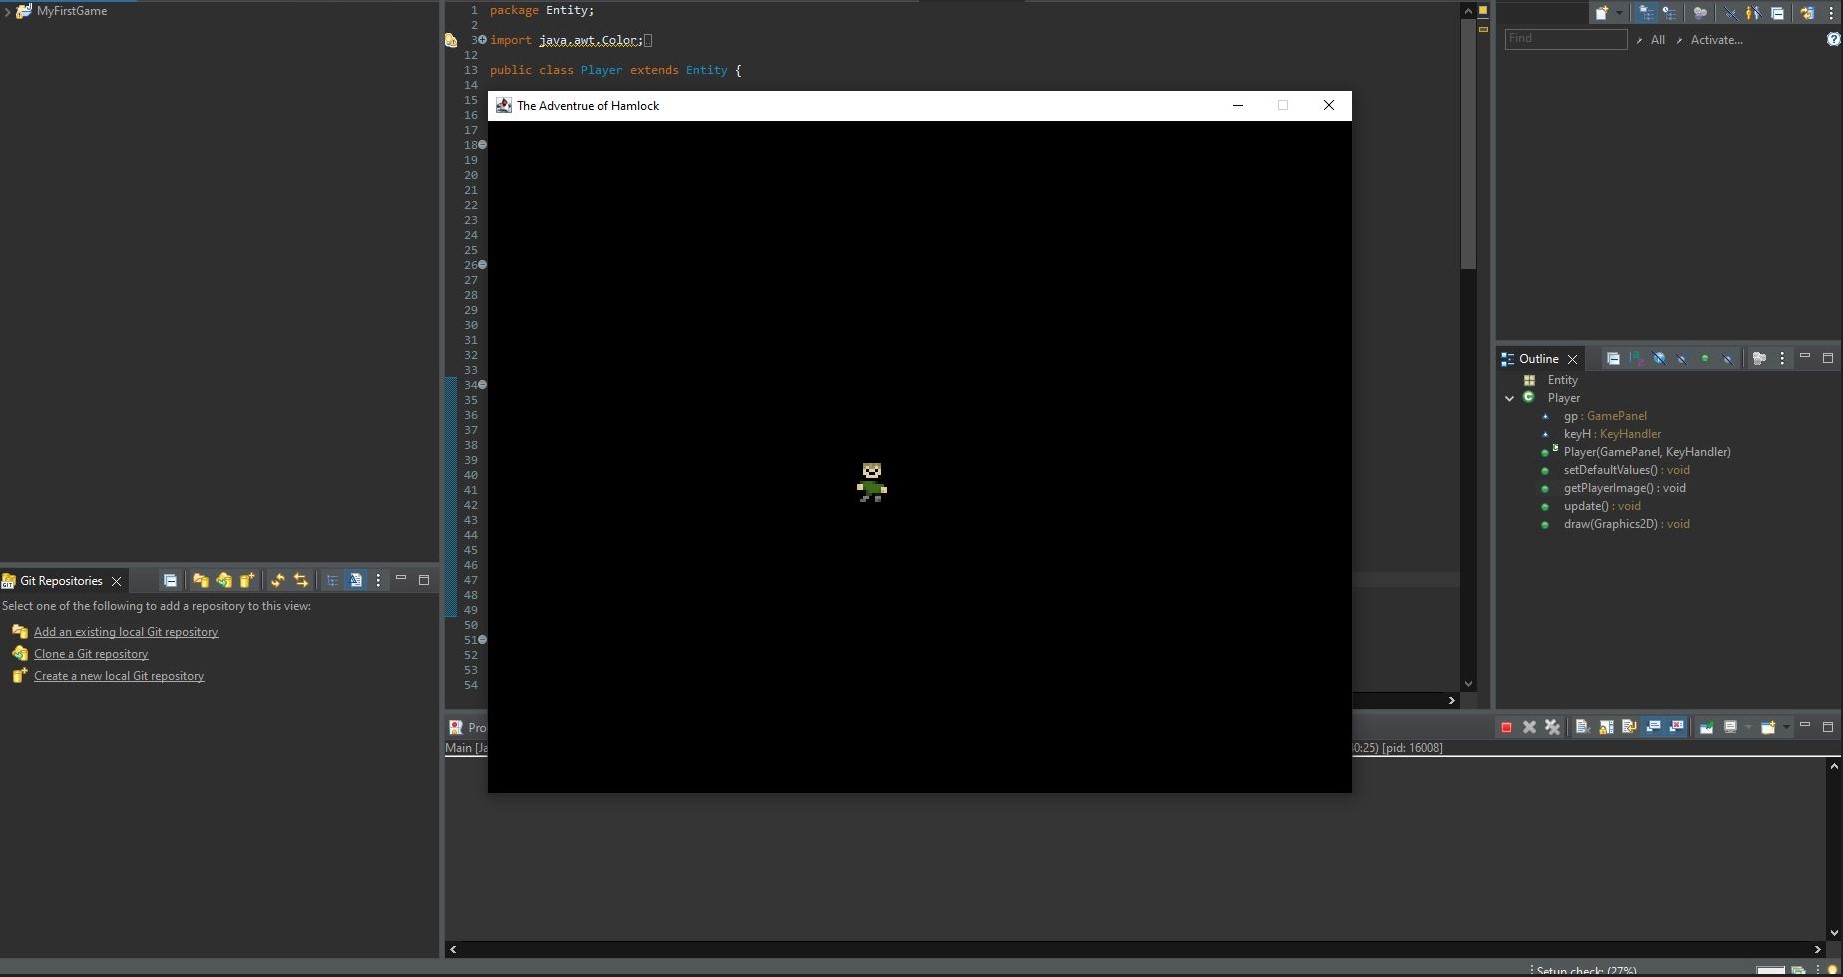 MyFirstGame
1 package Entity;
2
3 import java.awt.Color;
12
13 public class Player extends Entity {
14
15
16
17
18
19
20
21
22
23
24
25
26
27
28
29
30
31
32
33
34
35
36
37
38
39
40
41
42
43
44
45
46
47
48
49
50
51
52
53
54
The Adventrue of Hamlock
Find
All
Activate...
Outline
Entity
Player
gp : GamePanel
keyH : KeyHandler
Player(GamePanel, KeyHandler)
setDefaultValues() : void
getPlayerImage() : void
update() : void
draw(Graphics2D) : void
Git Repositories
Select one of the following to add a repository to this view:
Add an existing local Git repository
Clone a Git repository
Create a new local Git repository
Pro
Main [Ja
0:25) [pid: 16008]
Setup check: (27%)